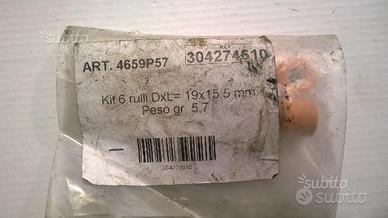 ART. 4659P57
304274610
Kit 6 rulli DxL= 19x15.5 mm.
Peso gr. 5.7
304274610
subito
subito